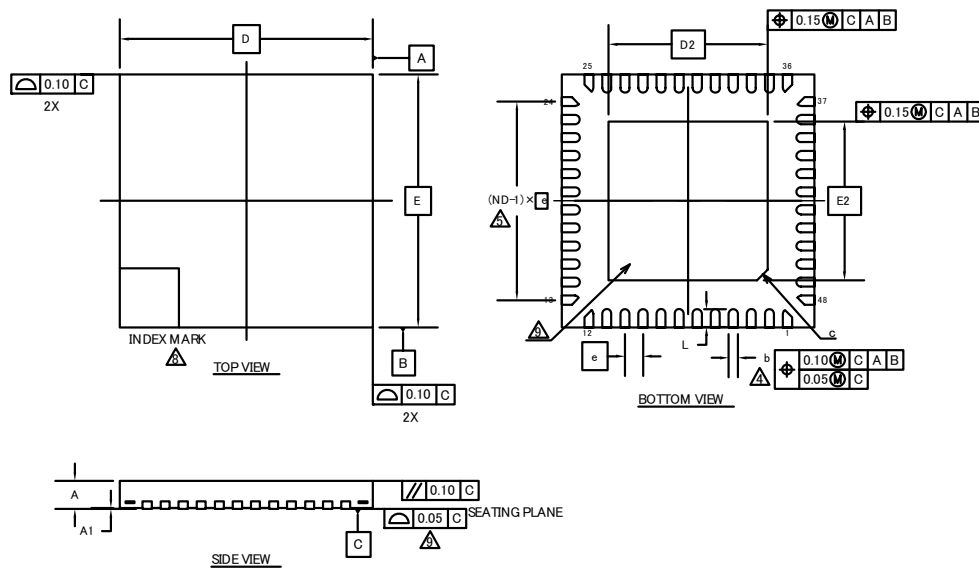 D
A
⌓ 0.10 C
2X
E
INDEX MARK
8
TOP VIEW
B
⌓ 0.10 C
2X
⌖ 0.15 Ⓜ C A B
D2
25
36
24
37
⌖ 0.15 Ⓜ C A B
(ND-1)× e
5
E2
13
48
9
12
1
c
e
L
b
4
⌖ 0.10 Ⓜ C A B
0.05 Ⓜ C
BOTTOM VIEW
A
// 0.10 C
SEATING PLANE
A1
⌓ 0.05 C
9
C
SIDE VIEW